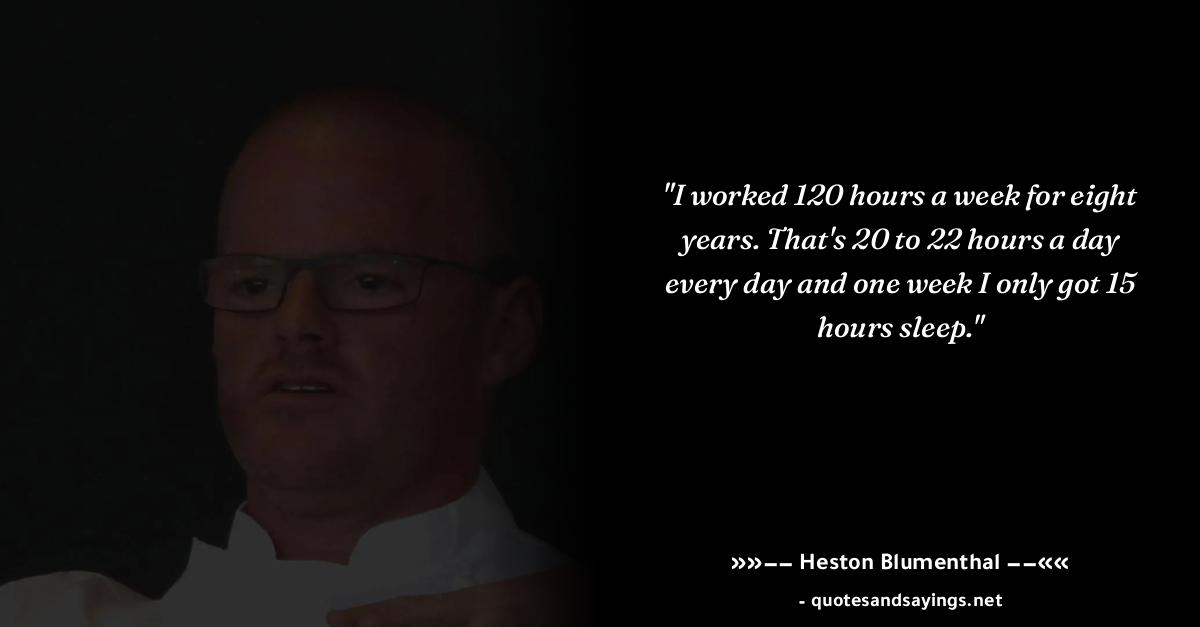 "I worked 120 hours a week for eight
years. That's 20 to 22 hours a day
every day and one week I only got 15
hours sleep."
»»–– Heston Blumenthal ––««
- quotesandsayings.net